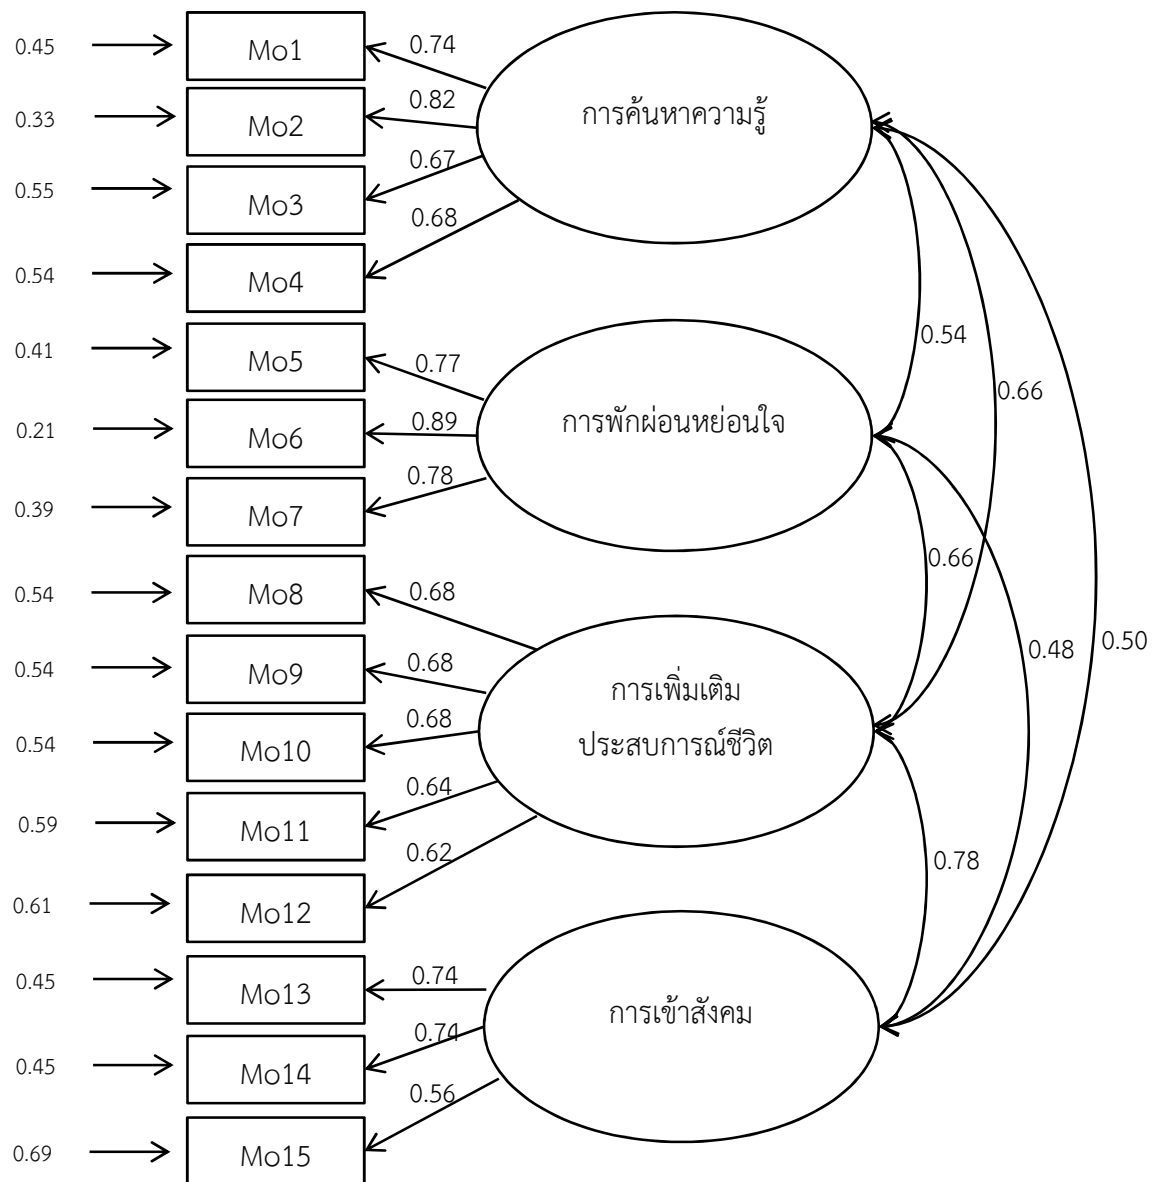 0.45 Mo1 0.74
0.33 Mo2 0.82
การค้นหาความรู้
0.55 Mo3 0.67
0.54 Mo4 0.68
0.54
0.41 Mo5 0.77
0.66
0.21 Mo6 0.89
การพักผ่อนหย่อนใจ
0.39 Mo7 0.78
0.66
0.54 Mo8 0.68
0.48
0.50
0.54 Mo9 0.68
การเพิ่มเติม
ประสบการณ์ชีวิต
0.54 Mo10 0.68
0.59 Mo11 0.64
0.78
0.61 Mo12 0.62
0.45 Mo13 0.74
การเข้าสังคม
0.45 Mo14 0.74
0.69 Mo15 0.56